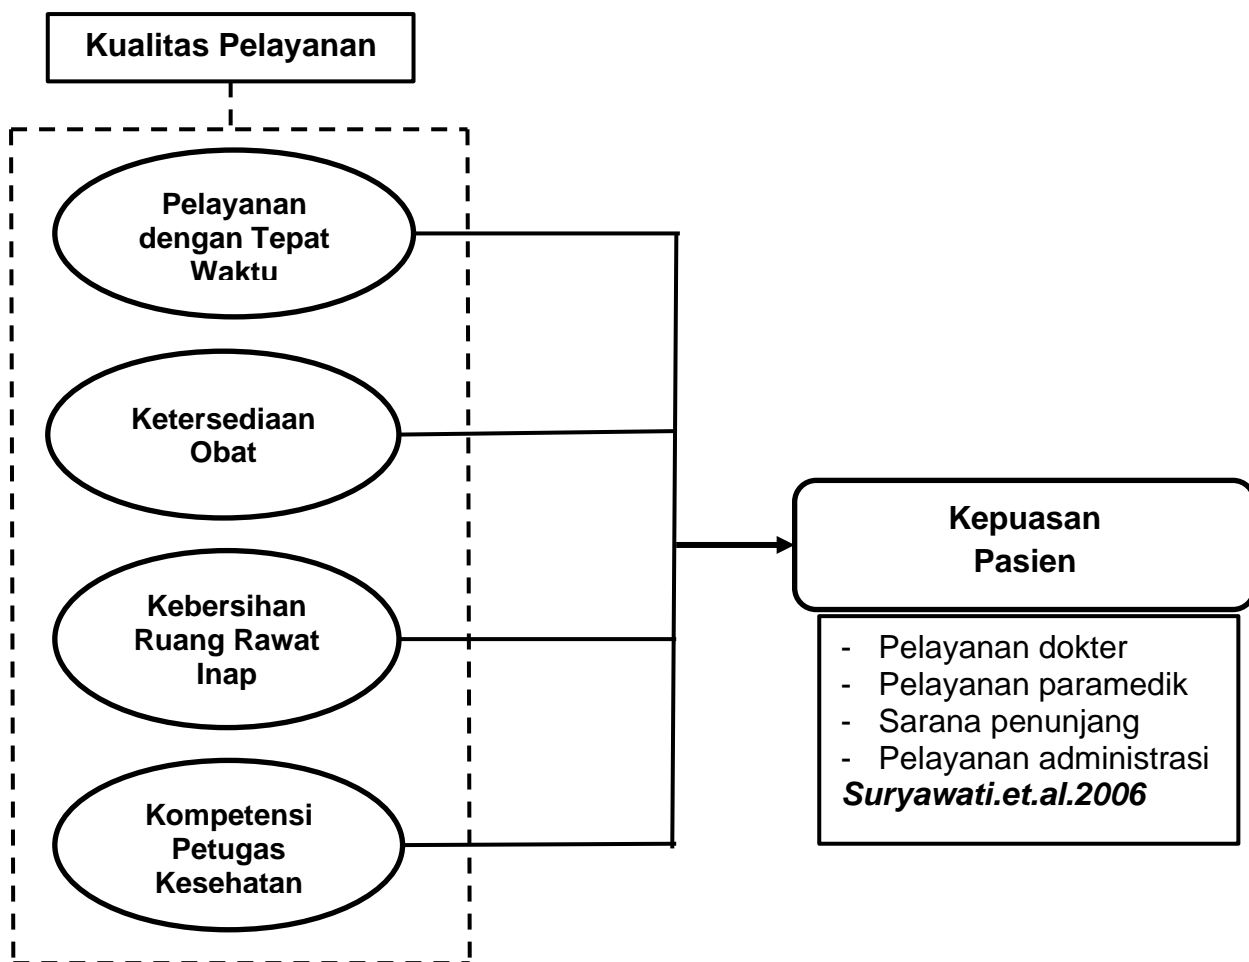 Kualitas Pelayanan
Pelayanan
dengan Tepat
Waktu
Ketersediaan
Obat
Kebersihan
Ruang Rawat
Inap
Kompetensi
Petugas
Kesehatan
Kepuasan
Pasien
- Pelayanan dokter
- Pelayanan paramedik
- Sarana penunjang
- Pelayanan administrasi
Suryawati.et.al.2006